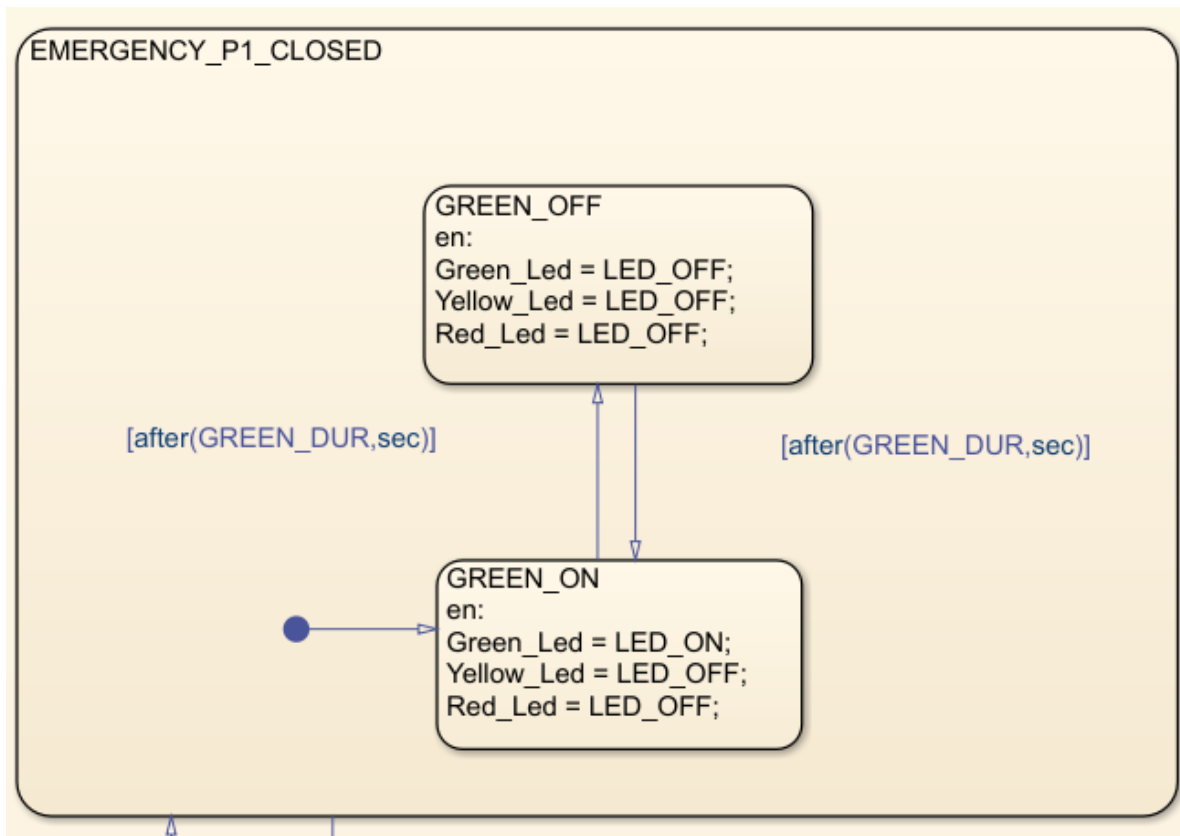 EMERGENCY_P1_CLOSED
GREEN_OFF
en:
Green_Led = LED_OFF;
Yellow_Led = LED_OFF;
Red_Led = LED_OFF;
[after(GREEN_DUR,sec)]
[after(GREEN_DUR,sec)]
GREEN_ON
en:
Green_Led = LED_ON;
Yellow_Led = LED_OFF;
Red_Led = LED_OFF;